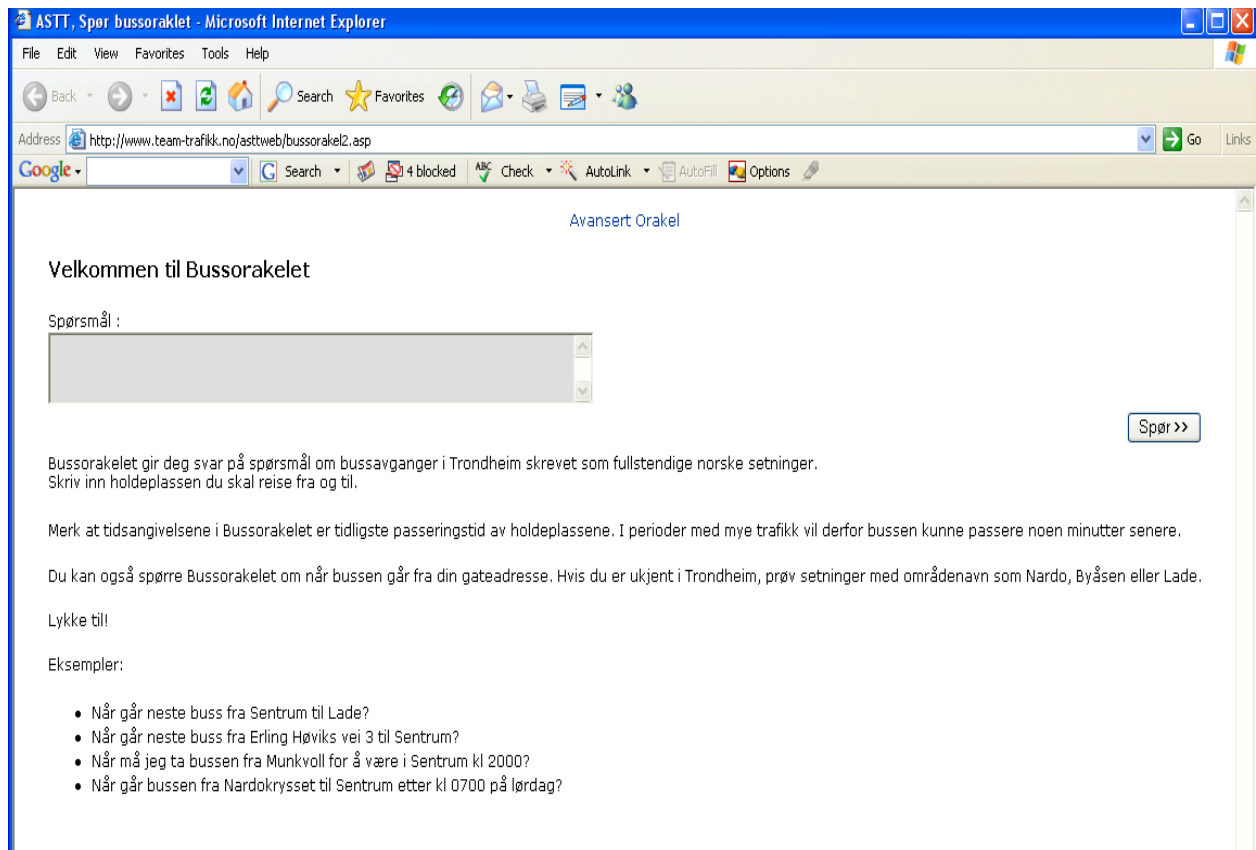 ASTT, Spør bussoraklet - Microsoft Internet Explorer
File Edit View Favorites Tools Help
Back Search Favorites
Address http://www.team-trafikk.no/asttweb/bussorakel2.asp Go Links
Google Search 4 blocked ABC Check AutoLink AutoFill Options
Avansert Orakel
Velkommen til Bussorakelet
Spørsmål :
Spør >>
Bussorakelet gir deg svar på spørsmål om bussavganger i Trondheim skrevet som fullstendige norske setninger.
Skriv inn holdeplassen du skal reise fra og til.
Merk at tidsangivelsene i Bussorakelet er tidligste passeringstid av holdeplassene. I perioder med mye trafikk vil derfor bussen kunne passere noen minutter senere.
Du kan også spørre Bussorakelet om når bussen går fra din gateadresse. Hvis du er ukjent i Trondheim, prøv setninger med områdenavn som Nardo, Byåsen eller Lade.
Lykke til!
Eksempler:
• Når går neste buss fra Sentrum til Lade?
• Når går neste buss fra Erling Høviks vei 3 til Sentrum?
• Når må jeg ta bussen fra Munkvoll for å være i Sentrum kl 2000?
• Når går bussen fra Nardokrysset til Sentrum etter kl 0700 på lørdag?